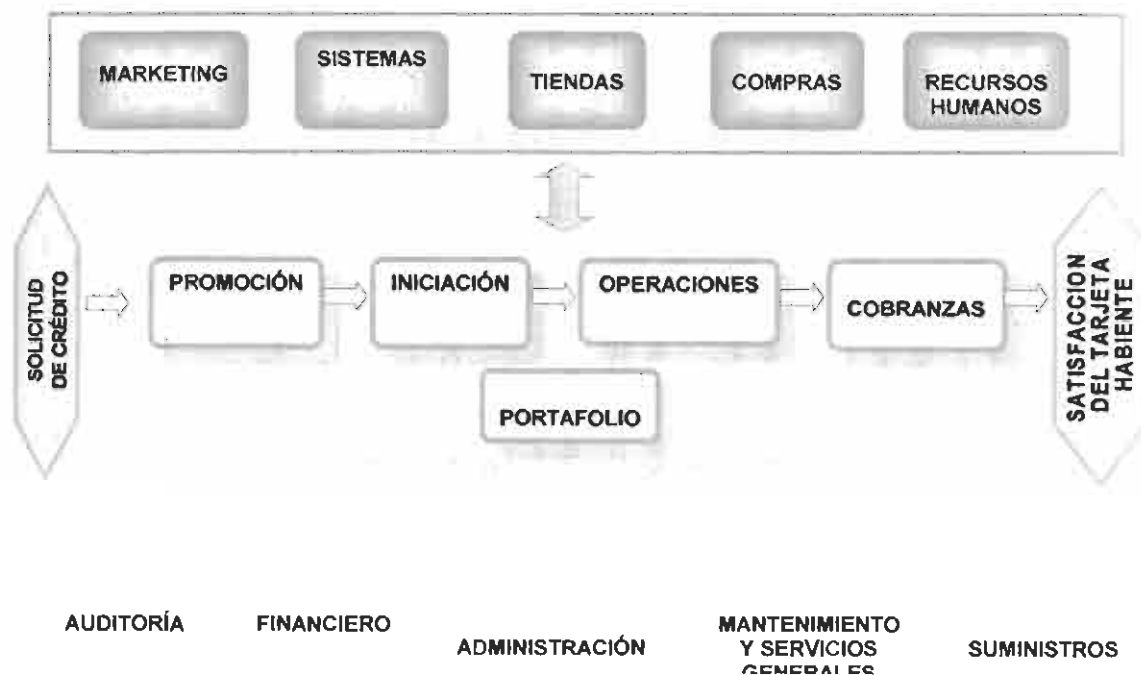 MARKETING
SISTEMAS
TIENDAS
COMPRAS
RECURSOS
HUMANOS
SOLICITUD
DE CRÉDITO
PROMOCIÓN
INICIACIÓN
OPERACIONES
COBRANZAS
PORTAFOLIO
SATISFACCION
DEL TARJETA
HABIENTE
AUDITORÍA
FINANCIERO
ADMINISTRACIÓN
MANTENIMIENTO
Y SERVICIOS
GENERALES
SUMINISTROS